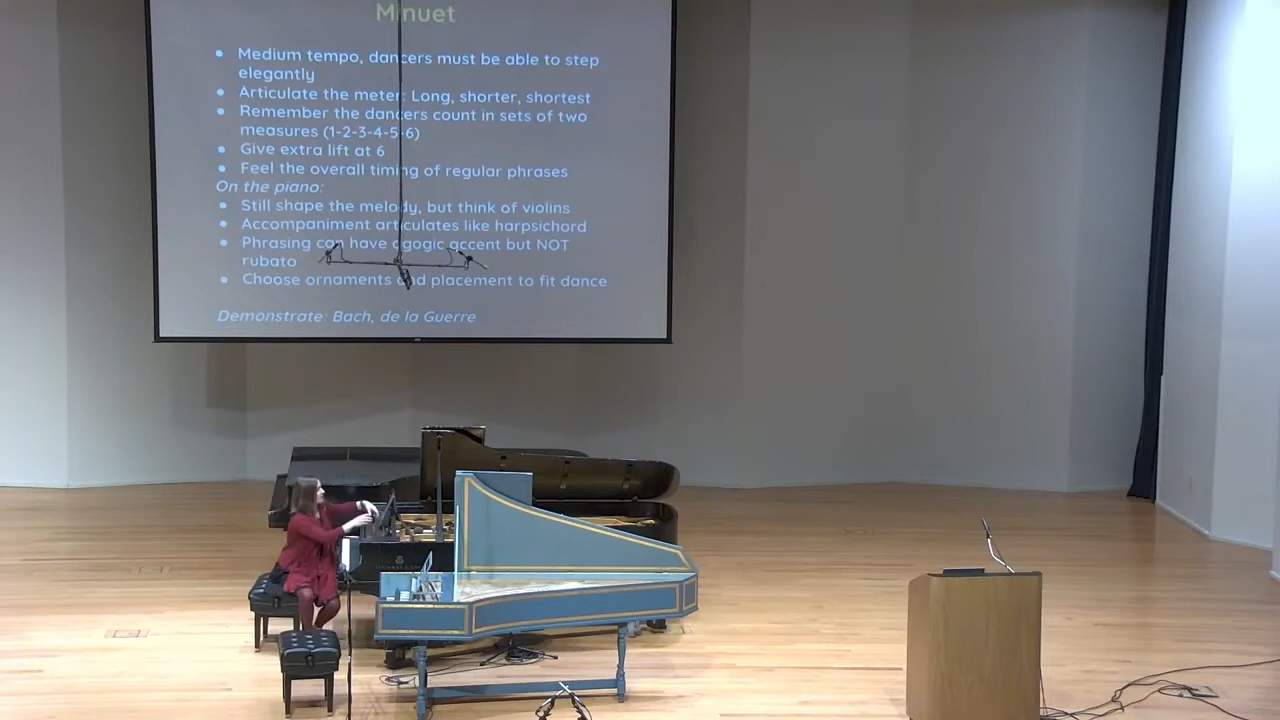 Minuet
• Medium tempo, dancers must be able to step
elegantly
• Articulate the meter: Long, shorter, shortest
• Remember the dancers count in sets of two
measures (1-2-3-4-5-6)
• Give extra lift at 6
• Feel the overall timing of regular phrases
On the piano:
• Still shape the melody, but think of violins
• Accompaniment articulates like harpsichord
• Phrasing can have agogic accent but NOT
rubato
• Choose ornaments and placement to fit dance
Demonstrate: Bach, de la Guerre